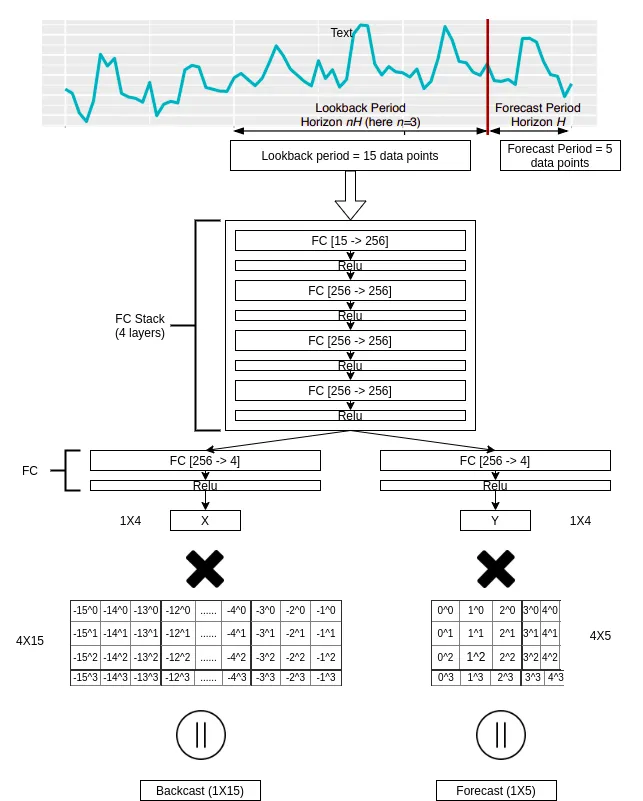 Text
Lookback Period
Horizon nH (here n=3)
Forecast Period
Horizon H
Lookback period = 15 data points
Forecast Period = 5
data points
FC [15 -> 256]
Relu
FC [256 -> 256]
Relu
FC [256 -> 256]
Relu
FC [256 -> 256]
Relu
FC Stack
(4 layers)
FC
FC [256 -> 4]
FC [256 -> 4]
Relu
Relu
1X4
X
Y
1X4
-15^0 -14^0 -13^0 -12^0 ...... -4^0 -3^0 -2^0 -1^0
-15^1 -14^1 -13^1 -12^1 ...... -4^1 -3^1 -2^1 -1^1
-15^2 -14^2 -13^2 -12^2 ...... -4^2 -3^2 -2^2 -1^2
-15^3 -14^3 -13^3 -12^3 ...... -4^3 -3^3 -2^3 -1^3
4X15
0^0 1^0 2^0 3^0 4^0
0^1 1^1 2^1 3^1 4^1
0^2 1^2 2^2 3^2 4^2
0^3 1^3 2^3 3^3 4^3
4X5
Backcast (1X15)
Forecast (1X5)